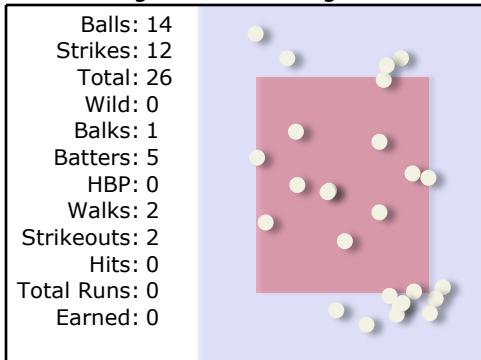 Balls: 14
Strikes: 12
Total: 26
Wild: 0
Balks: 1
Batters: 5
HBP: 0
Walks: 2
Strikeouts: 2
Hits: 0
Total Runs: 0
Earned: 0